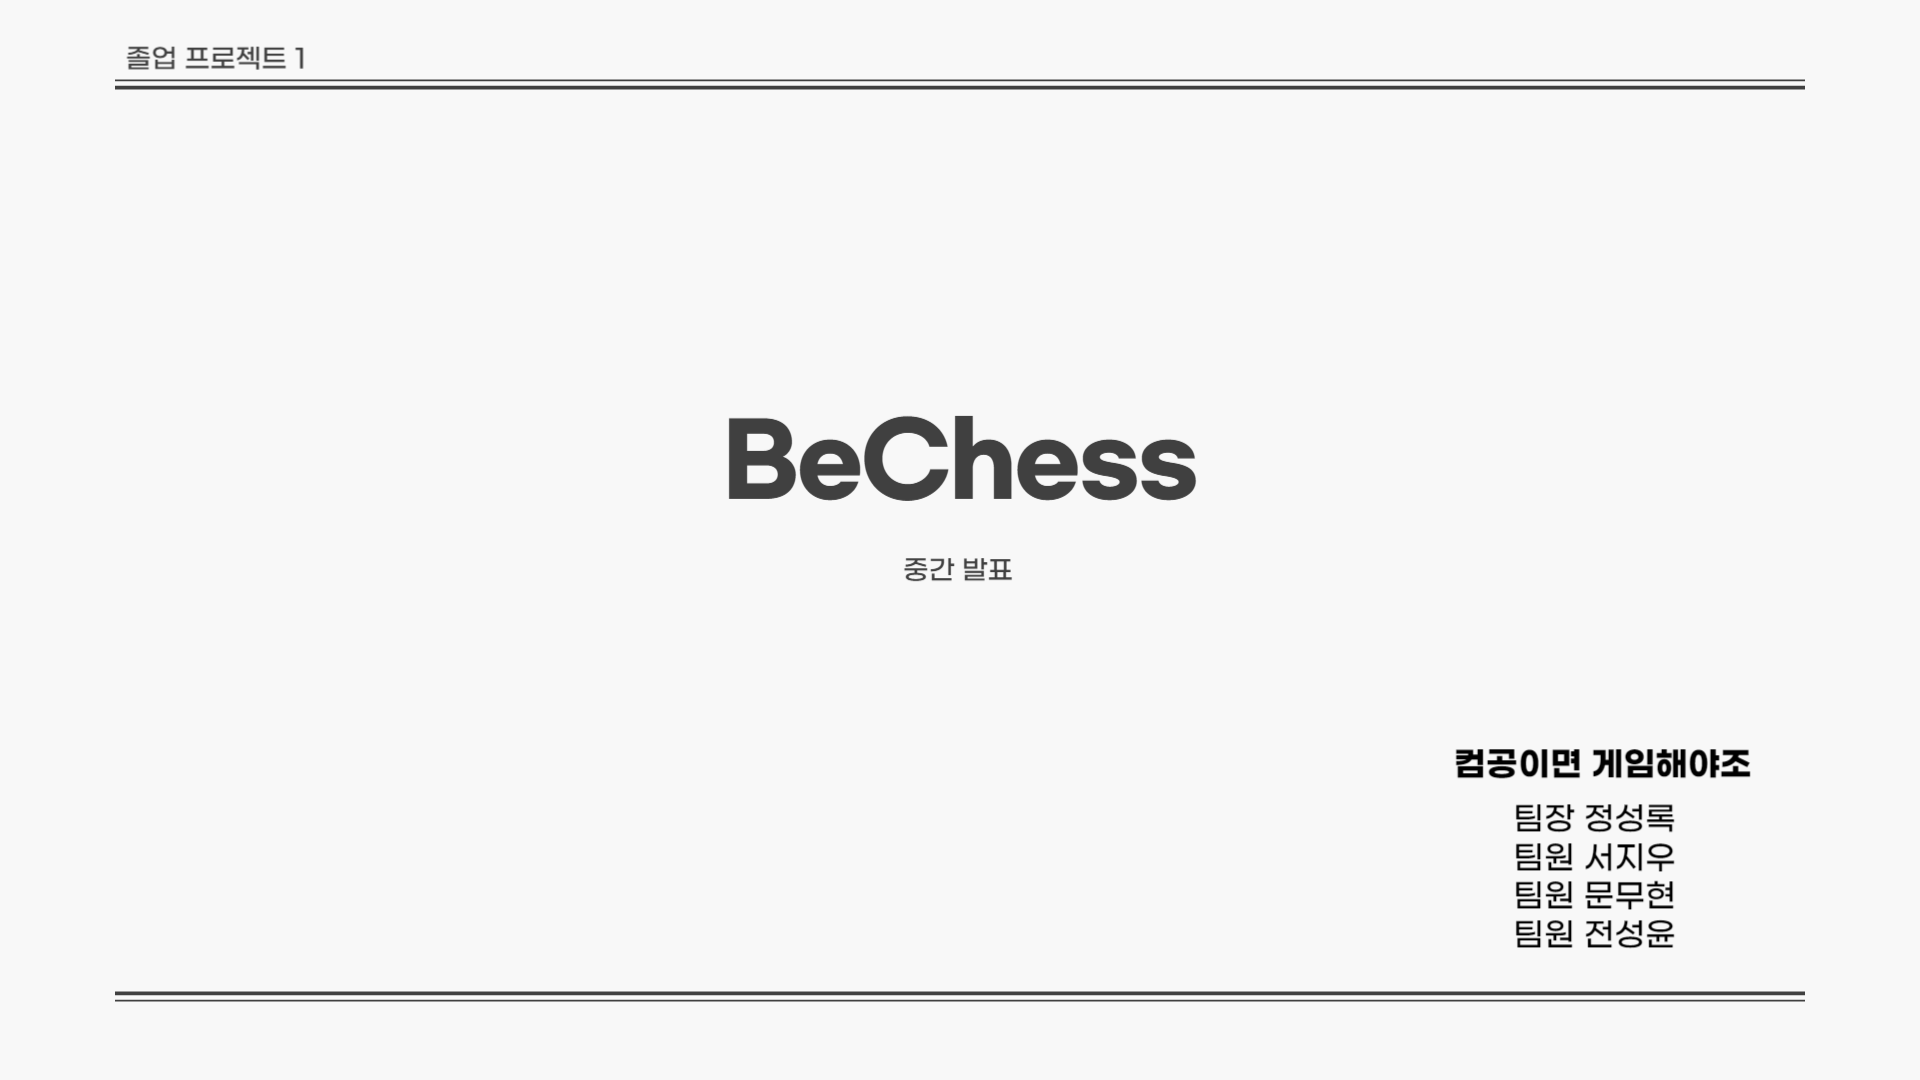 졸업 프로젝트 1
BeChess
중간 발표
컴공이면 게임해야조
팀장 정성록
팀원 서지우
팀원 문무현
팀원 전성윤